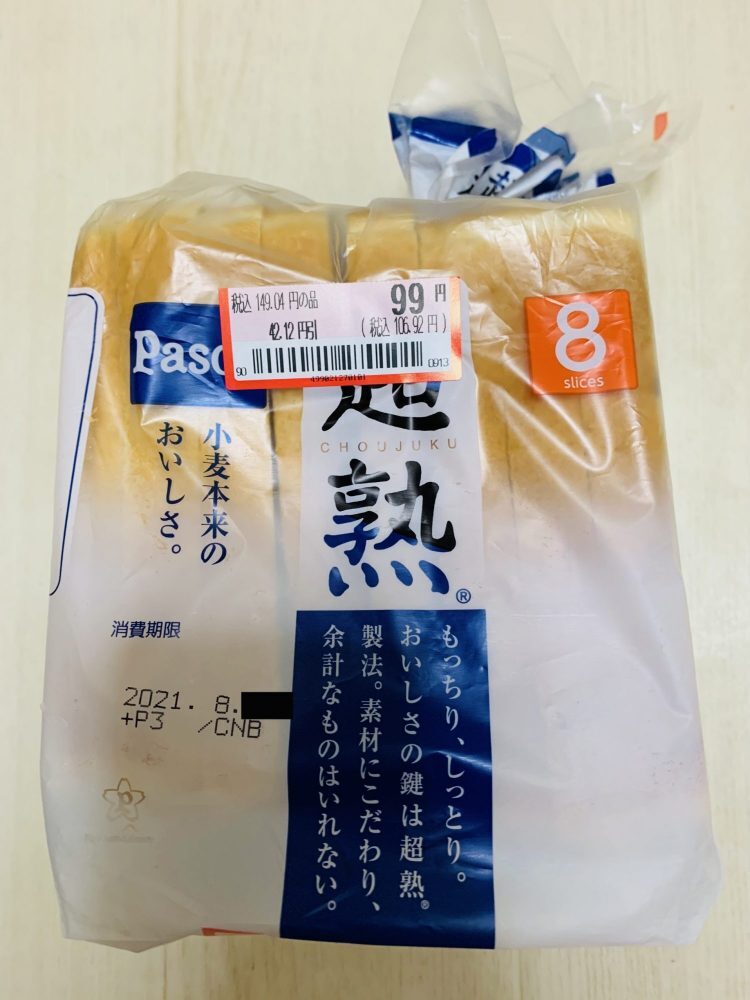 税込 149.04 円の品
99 円
42.12 円引
( 税込 106.92 円 )
90
0913
Pasc
8
slices
超
CHOUJUKU
熟
®
小麦本来の
おいしさ。
消費期限
2021. 8.
+P3 /CNB
もっちり、しっとり。
おいしさの鍵は超熟®
製法。素材にこだわり、
余計なものはいれない。